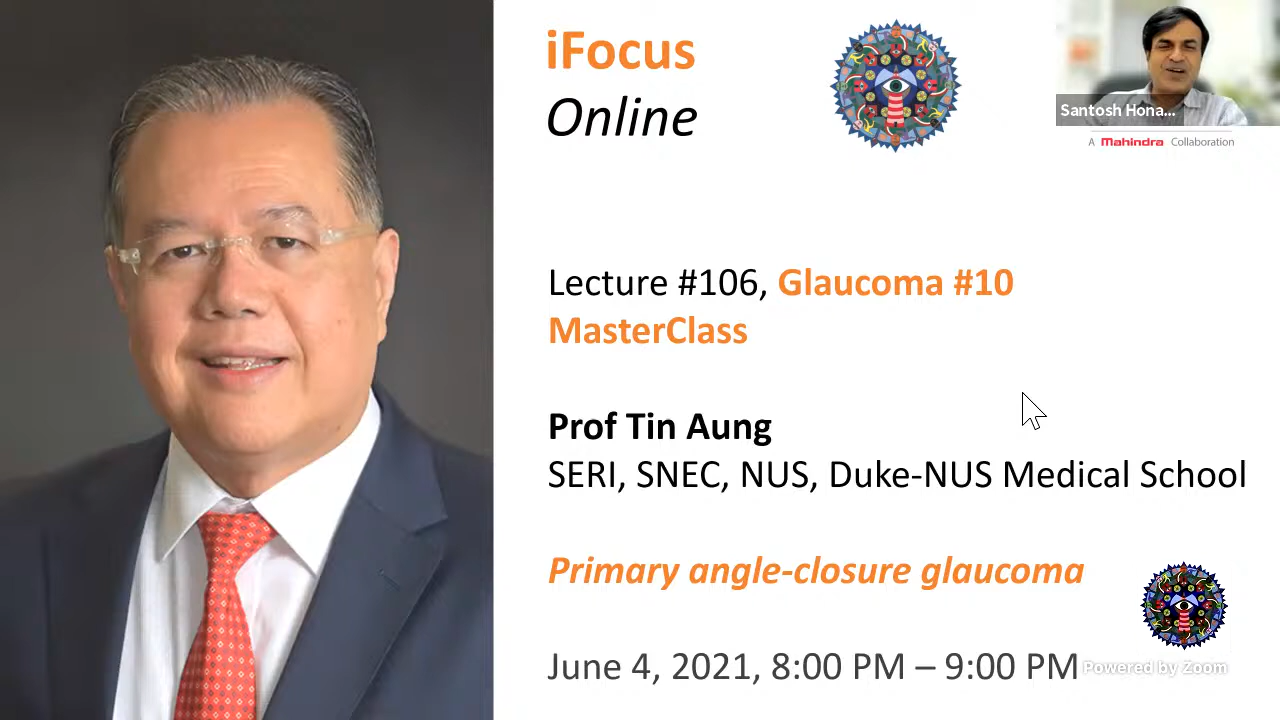 iFocus
Online
Santosh Hona...
A Mahindra Collaboration
Lecture #106, Glaucoma #10
MasterClass
Prof Tin Aung
SERI, SNEC, NUS, Duke-NUS Medical School
Primary angle-closure glaucoma
June 4, 2021, 8:00 PM – 9:00 PM
Powered by Zoom